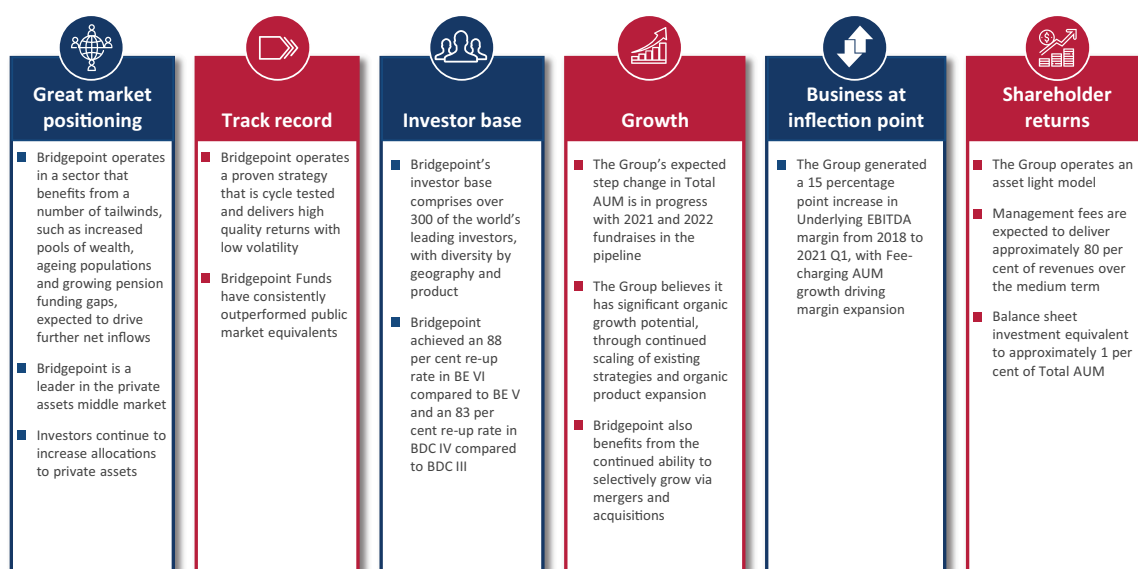 Great market
positioning
Bridgepoint operates
in a sector that
benefits from a
number of tailwinds,
such as increased
pools of wealth,
ageing populations
and growing pension
funding gaps,
expected to drive
further net inflows
Bridgepoint is a
leader in the private
assets middle market
Investors continue to
increase allocations
to private assets
Track record
Bridgepoint operates
a proven strategy
that is cycle tested
and delivers high
quality returns with
low volatility
Bridgepoint Funds
have consistently
outperformed public
market equivalents
Investor base
Bridgepoint's
investor base
comprises over
300 of the world's
leading investors,
with diversity by
geography and
product
Bridgepoint
achieved an 88
per cent re-up
rate in BE VI
compared to BE V
and an 83 per
cent re-up rate in
BDC IV compared
to BDC III
Growth
The Group's expected
step change in Total
AUM is in progress
with 2021 and 2022
fundraises in the
pipeline
The Group believes it
has significant organic
growth potential,
through continued
scaling of existing
strategies and organic
product expansion
Bridgepoint also
benefits from the
continued ability to
selectively grow via
mergers and
acquisitions
Business at
inflection point
The Group generated
a 15 percentage
point increase in
Underlying EBITDA
margin from 2018 to
2021 Q1, with Fee-
charging AUM
growth driving
margin expansion
Shareholder
returns
The Group operates an
asset light model
Management fees are
expected to deliver
approximately 80 per
cent of revenues over
the medium term
Balance sheet
investment equivalent
to approximately 1 per
cent of Total AUM